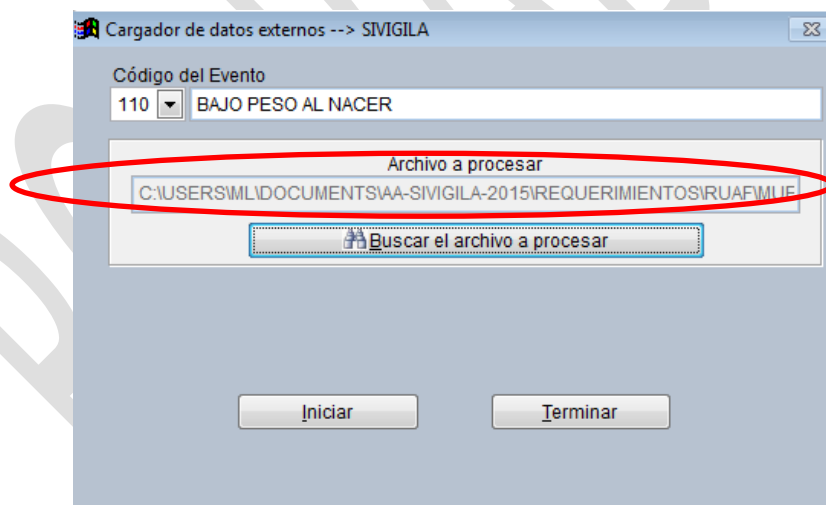 Cargador de datos externos --> SIVIGILA
Código del Evento
110 BAJO PESO AL NACER
Archivo a procesar
C:\USERS\ML\DOCUMENTS\AA-SIVIGILA-2015\REQUERIMIENTOS\RUAF\
Buscar el archivo a procesar
Iniciar Terminar